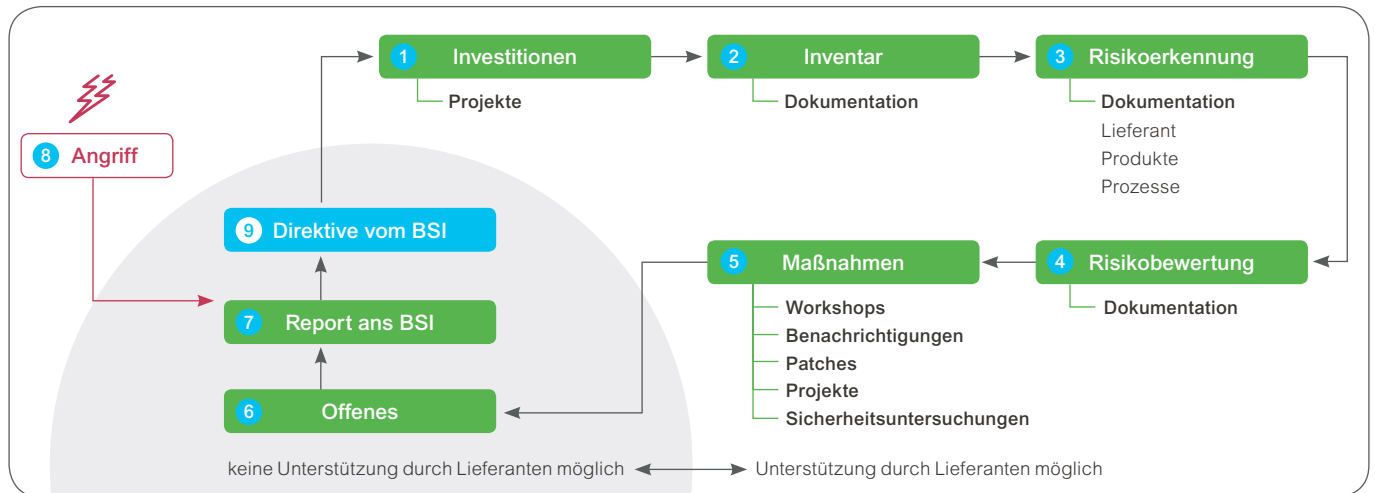 1 Investitionen
Projekte
2 Inventar
Dokumentation
3 Risikoerkennung
Dokumentation
Lieferant
Produkte
Prozesse
4 Risikobewertung
Dokumentation
5 Maßnahmen
Workshops
Benachrichtigungen
Patches
Projekte
Sicherheitsuntersuchungen
6 Offenes
7 Report ans BSI
8 Angriff
9 Direktive vom BSI
keine Unterstützung durch Lieferanten möglich
Unterstützung durch Lieferanten möglich